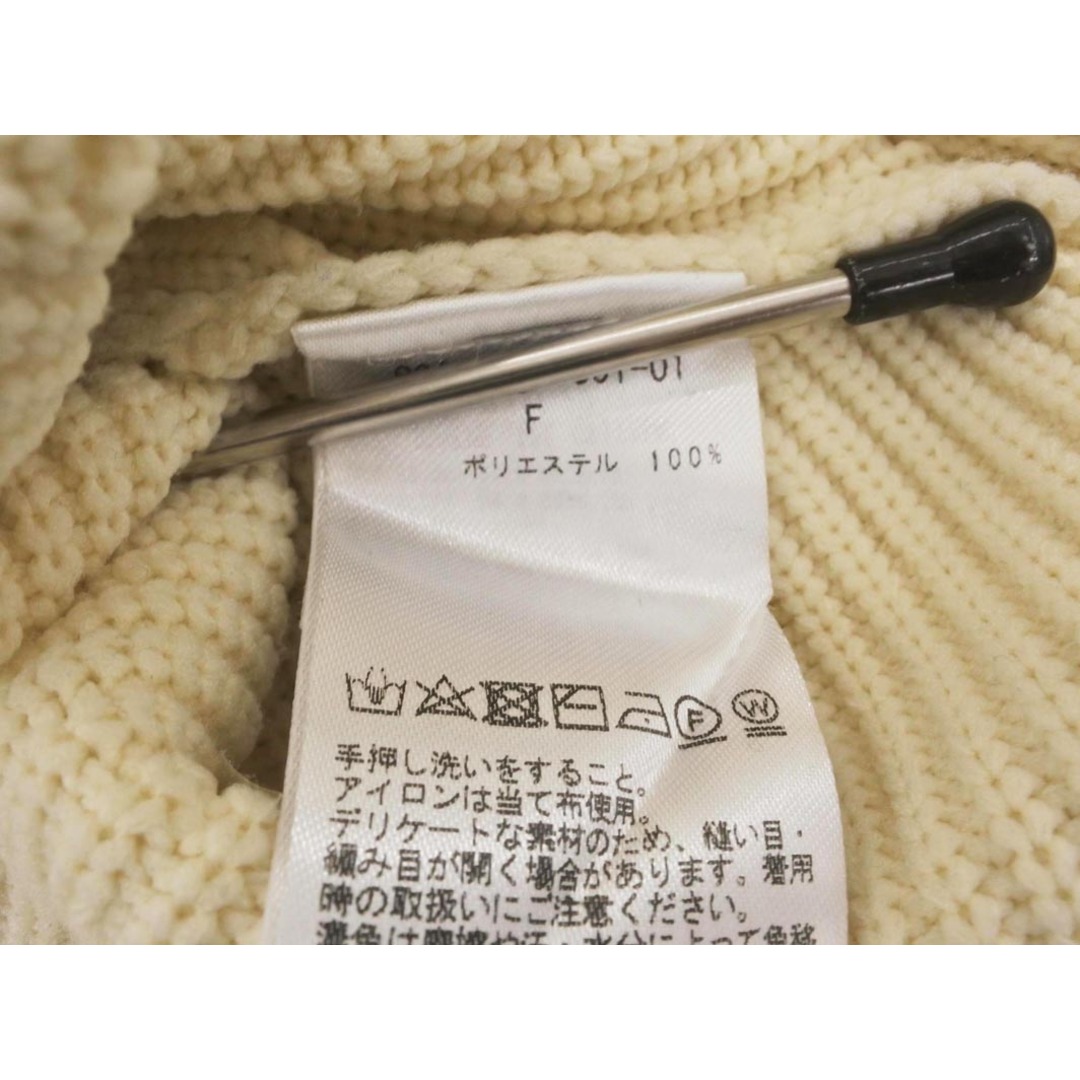 F
ポリエステル 100%
F W
手押し洗いをすること。
アイロンは当て布使用。
デリケートな素材のため、縫い目・
編み目が開く場合があります。着用
時の取扱いにご注意ください。